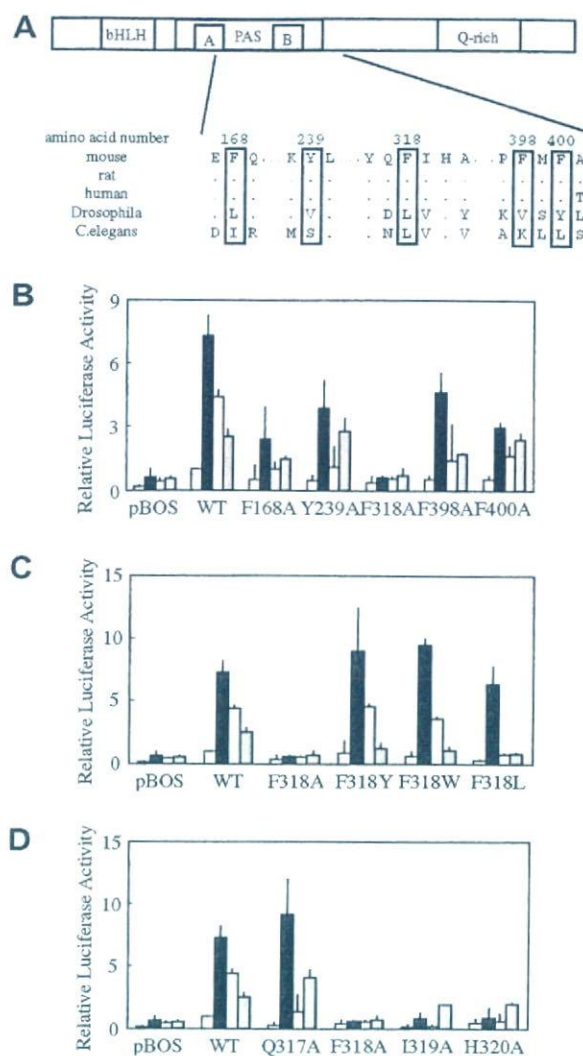 A
bHLH A PAS B Q-rich
amino acid number 168 239 318 398 400
mouse E F Q . . K Y L . . Y Q F I H A . . P F M F A
rat
human T
Drosophila . L . . V . . D L V . Y . K V S Y L
C.elegans D I R . M S . . . N L V . V . A K L L S
B
Relative Luciferase Activity
9
6
3
0
pBOS WT F168A Y239A F318A F398A F400A
C
Relative Luciferase Activity
15
10
5
0
pBOS WT F318A F318Y F318W F318L
D
Relative Luciferase Activity
15
10
5
0
pBOS WT Q317A F318A I319A H320A